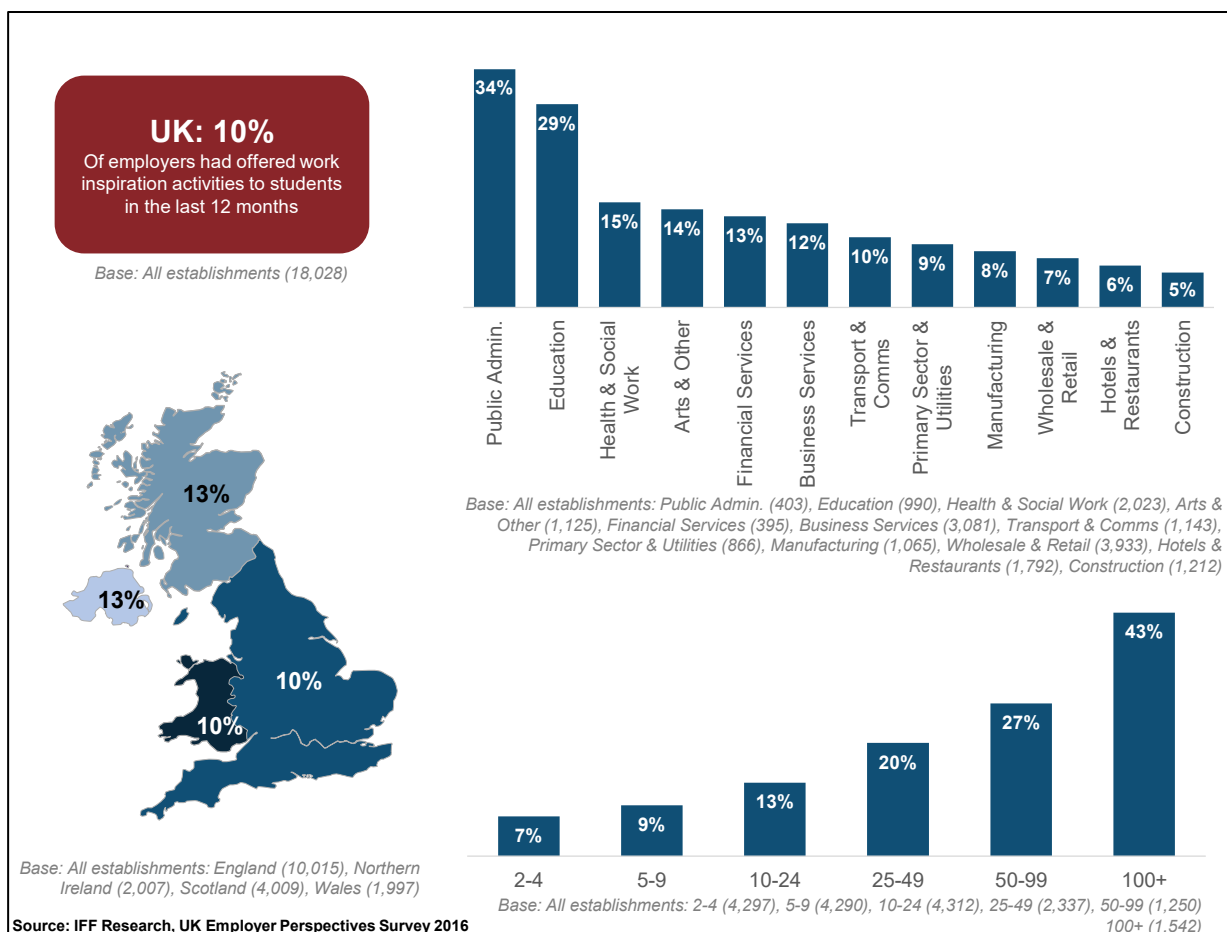 UK: 10%
Of employers had offered work
inspiration activities to students
in the last 12 months
Base: All establishments (18,028)
34%
29%
15%
14%
13%
12%
10%
9%
8%
7%
6%
5%
Public Admin.
Education
Health & Social
Work
Arts & Other
Financial Services
Business Services
Transport &
Comms
Primary Sector &
Utilities
Manufacturing
Wholesale &
Retail
Hotels &
Restaurants
Construction
Base: All establishments: Public Admin. (403), Education (990), Health & Social Work (2,023), Arts &
Other (1,125), Financial Services (395), Business Services (3,081), Transport & Comms (1,143),
Primary Sector & Utilities (866), Manufacturing (1,065), Wholesale & Retail (3,933), Hotels &
Restaurants (1,792), Construction (1,212)
13%
13%
10%
10%
Base: All establishments: England (10,015), Northern
Ireland (2,007), Scotland (4,009), Wales (1,997)
7%
9%
13%
20%
27%
43%
2-4
5-9
10-24
25-49
50-99
100+
Base: All establishments: 2-4 (4,297), 5-9 (4,290), 10-24 (4,312), 25-49 (2,337), 50-99 (1,250)
100+ (1,542)
Source: IFF Research, UK Employer Perspectives Survey 2016